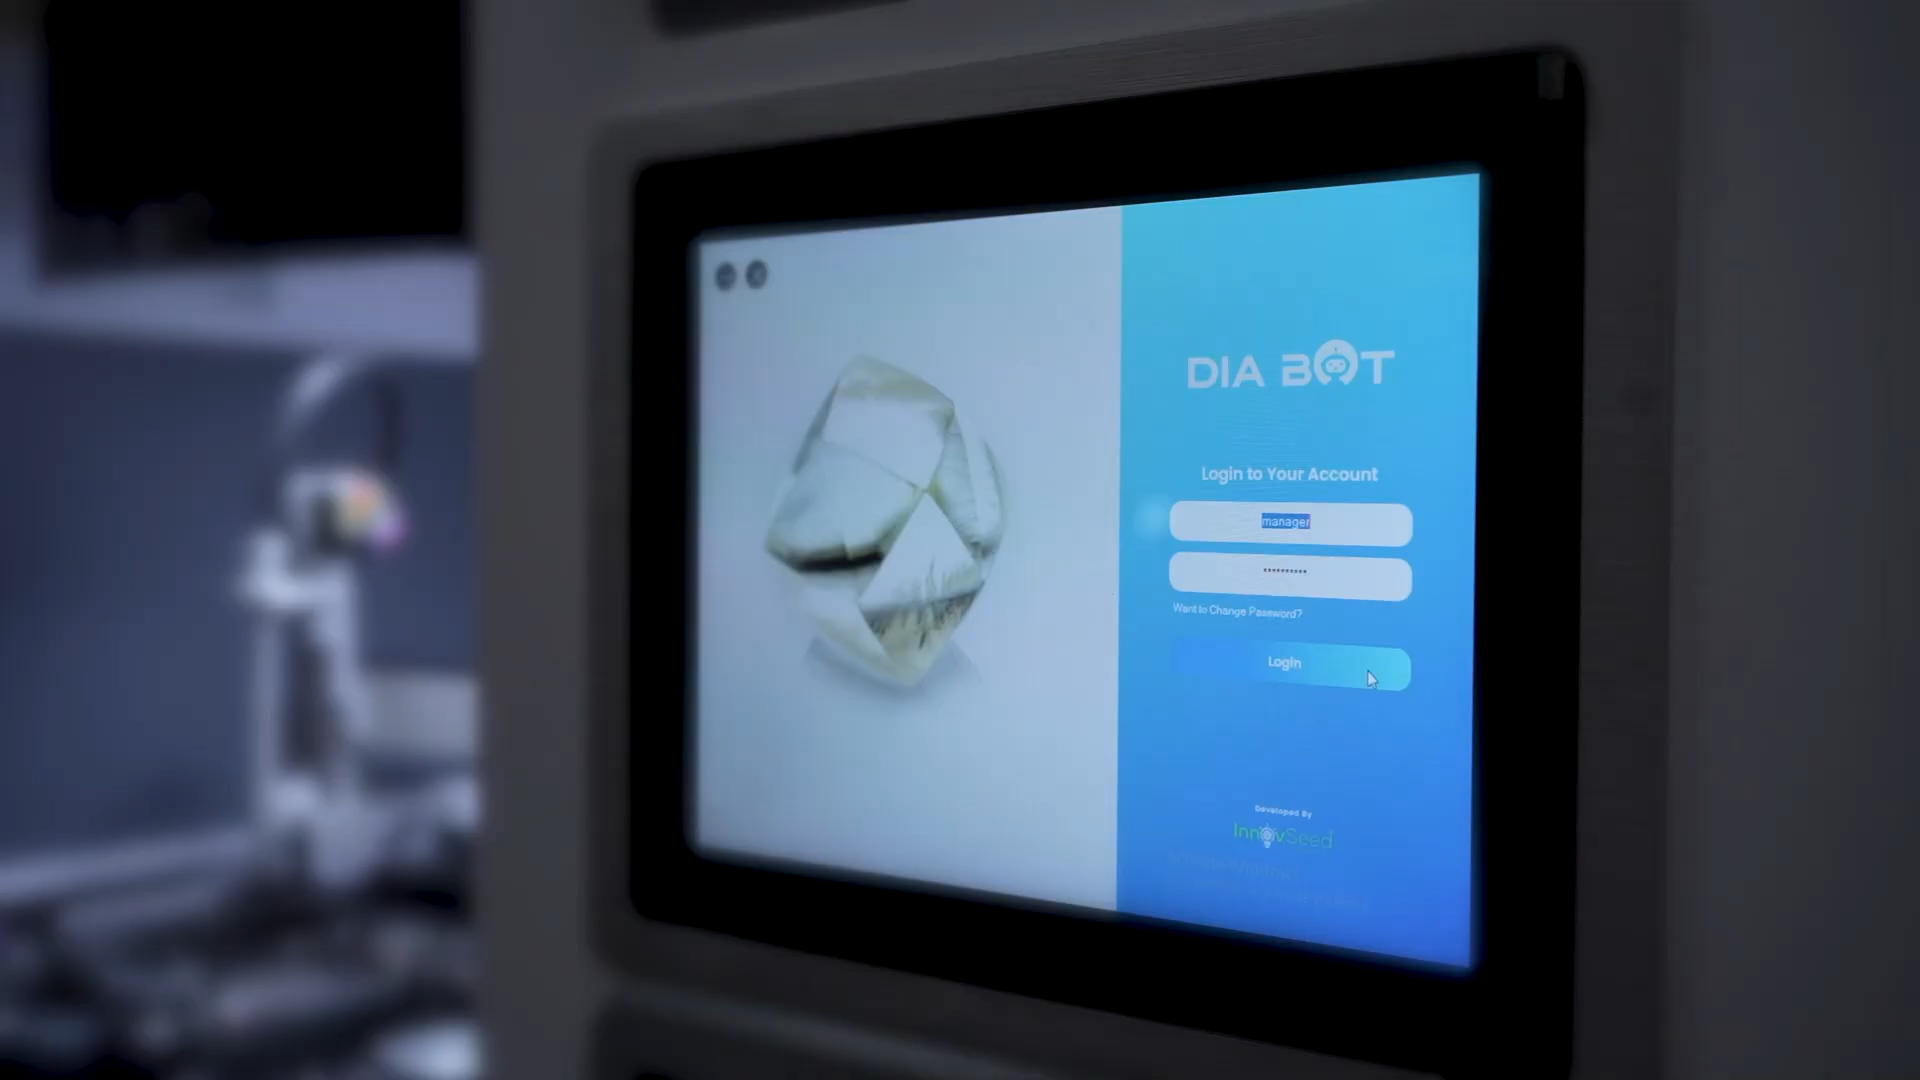 DIA BOT
Login to Your Account
manager
**********
Want to Change Password?
Login
Developed By
InnovSeed